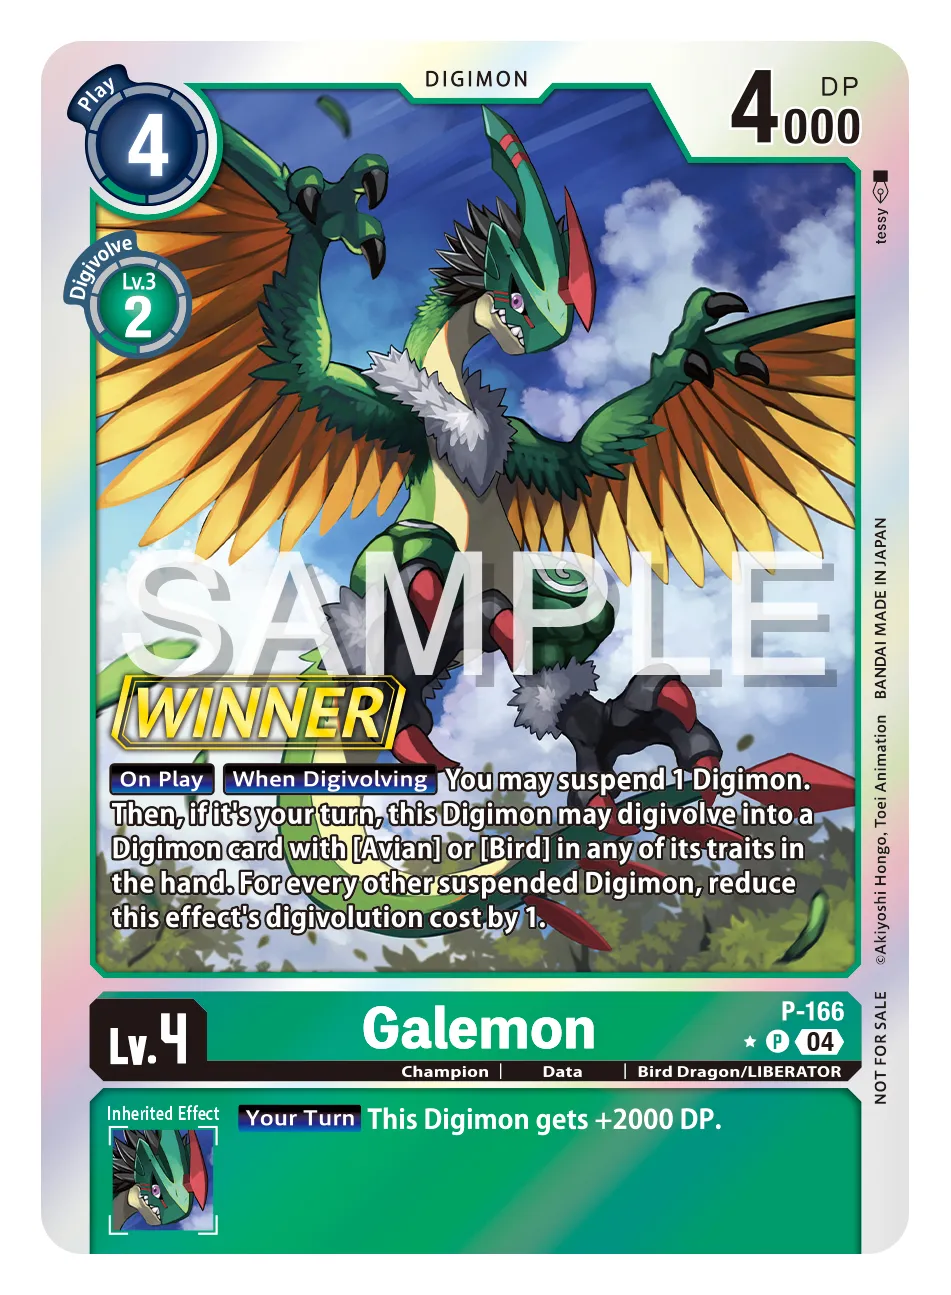 DIGIMON
Play
4
4000
DP
Digivolve
Lv.3
2
tessy
SAMPLE
WINNER
On Play When Digivolving You may suspend 1 Digimon.
Then, if it's your turn, this Digimon may digivolve into a
Digimon card with [Avian] or [Bird] in any of its traits in
the hand. For every other suspended Digimon, reduce
this effect's digivolution cost by 1.
©Akiyoshi Hongo, Toei Animation BANDAI MADE IN JAPAN
Lv.4
Galemon
P-166
P 04
Champion | Data | Bird Dragon/LIBERATOR
NOT FOR SALE
Inherited Effect
Your Turn This Digimon gets +2000 DP.